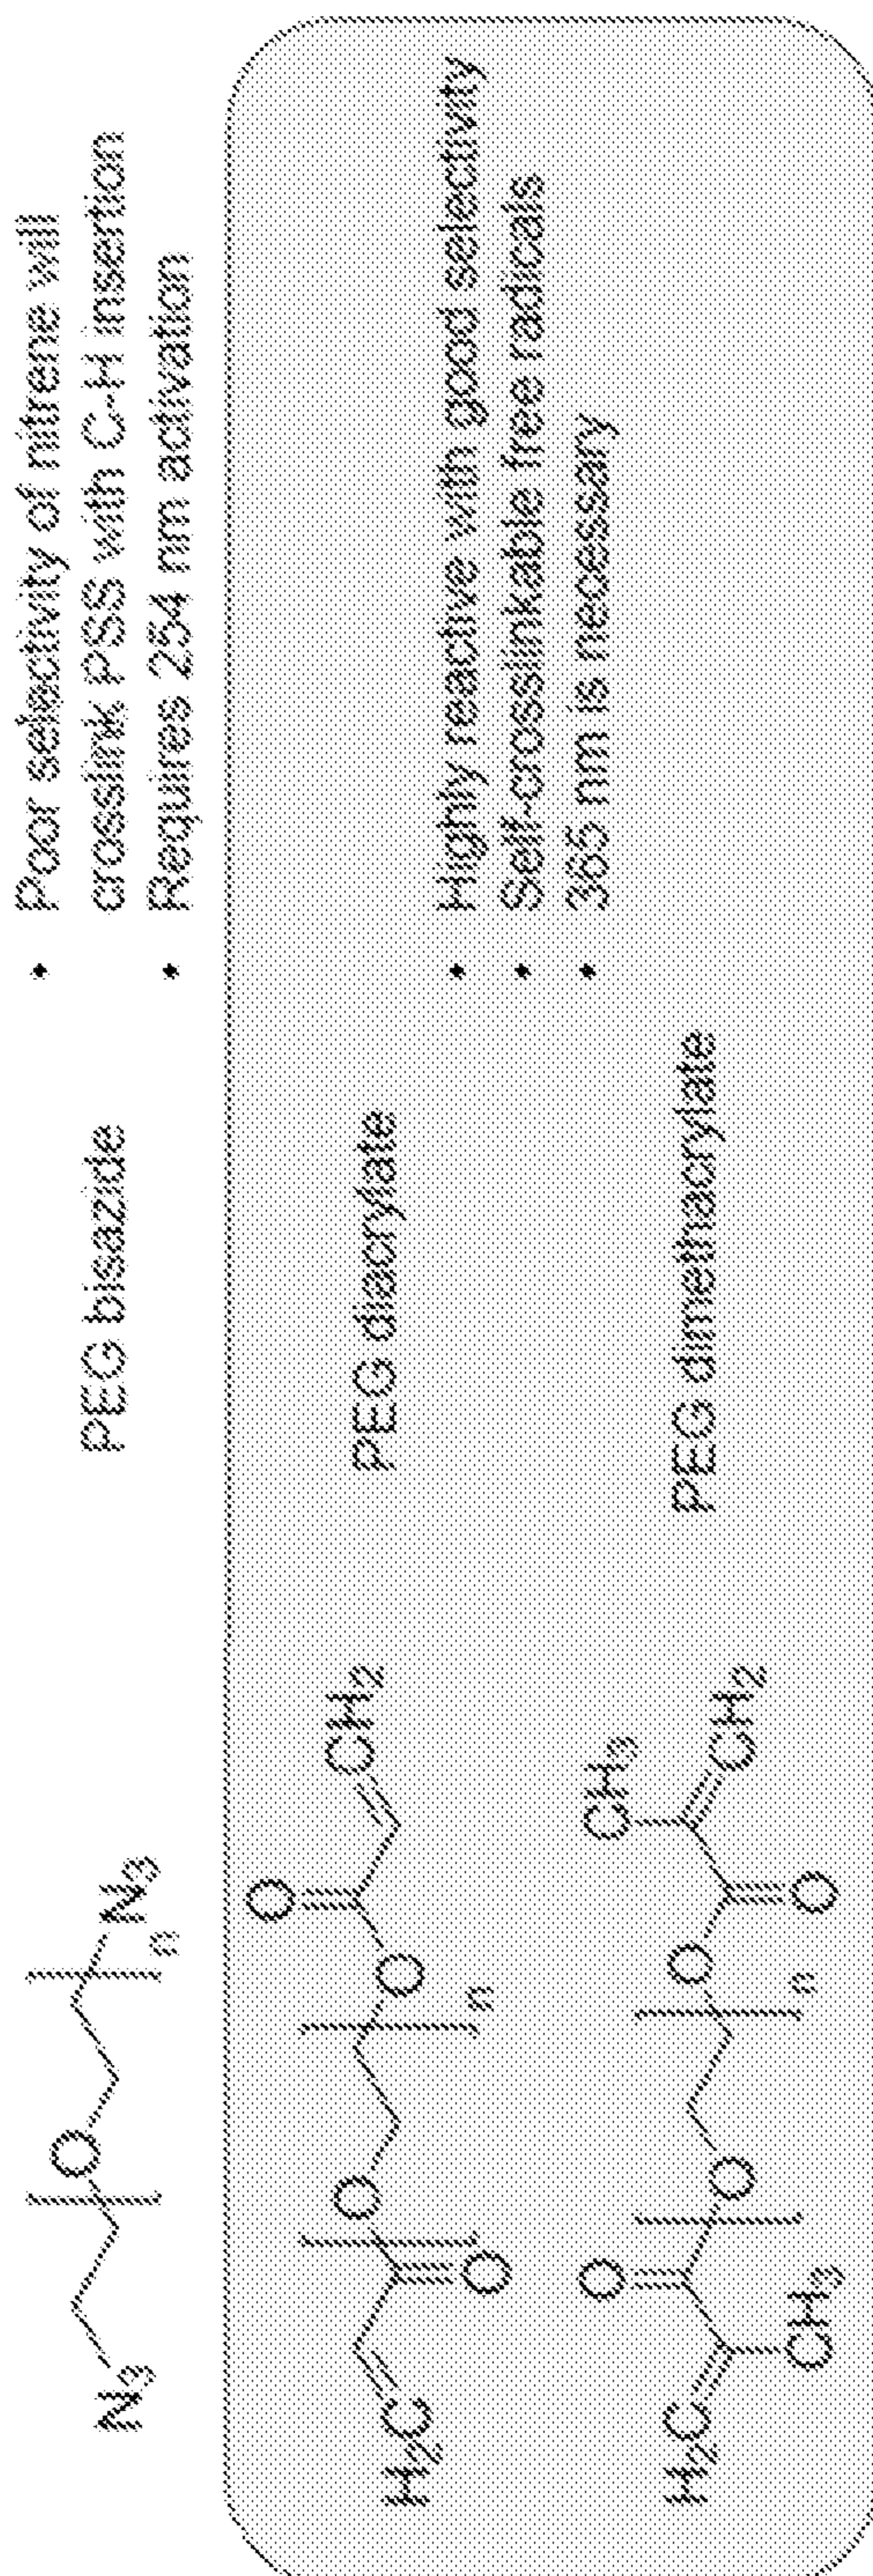 N3
O
n
N3
PEG bisazide
• Poor selectivity of nitrene will
crosslink PSS with C-H insertion
• Requires 254 nm activation
H2C
O
O
n
O
O
CH2
PEG diacrylate
• Highly reactive with good selectivity
• Self-crosslinkable free radicals
• 365 nm is necessary
H2C
CH3
O
O
n
O
O
CH3
CH2
PEG dimethacrylate